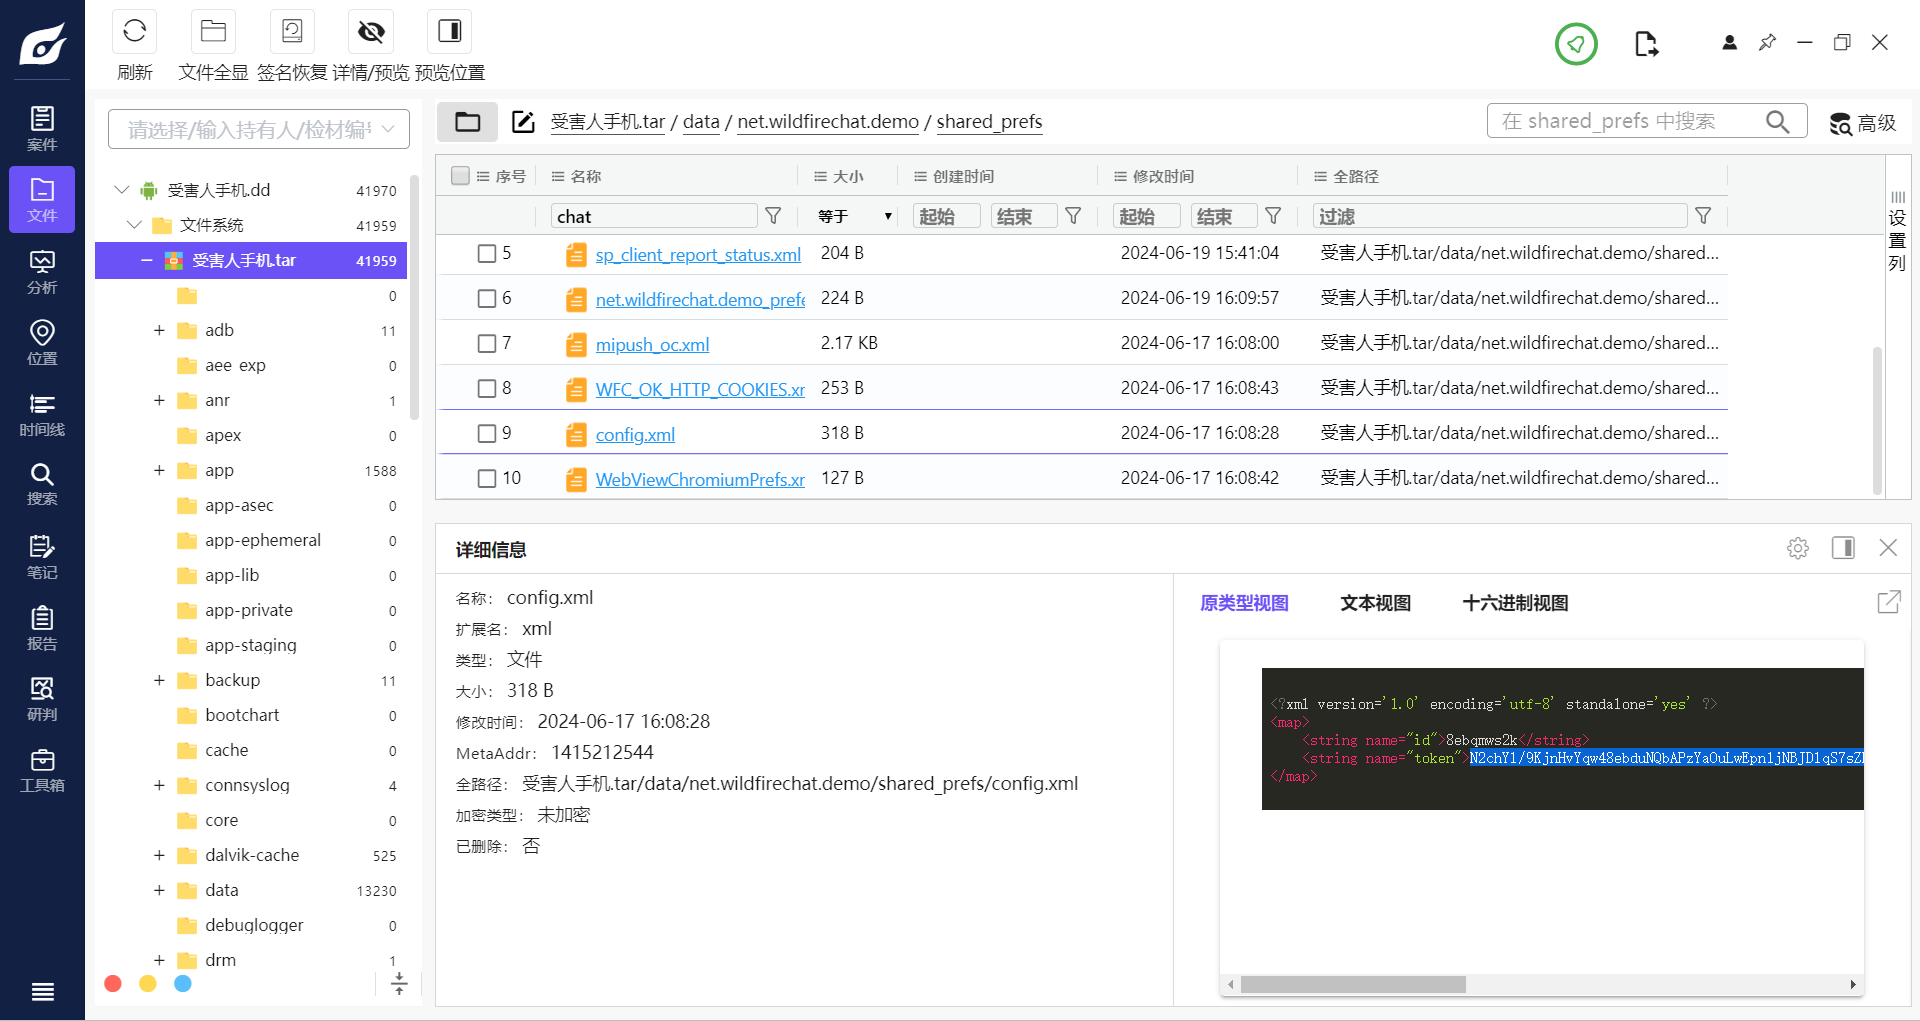 刷新
文件全显
签名恢复
详情/预览
预览位置
案件
文件
分析
位置
时间线
搜索
笔记
报告
研判
工具箱
请选择/输入持有人/检材编
受害人手机.dd 41970
文件系统 41959
受害人手机.tar 41959
0
adb 11
aee_exp 0
anr 1
apex 0
app 1588
app-asec 0
app-ephemeral 0
app-lib 0
app-private 0
app-staging 0
backup 11
bootchart 0
cache 0
connsyslog 4
core 0
dalvik-cache 525
data 13230
debuglogger 0
drm 1
受害人手机.tar / data / net.wildfirechat.demo / shared_prefs
在 shared_prefs 中搜索
高级
序号 名称 大小 创建时间 修改时间 全路径
chat 等于 起始 结束 起始 结束 过滤
5 sp_client_report_status.xml 204 B 2024-06-19 15:41:04 受害人手机.tar/data/net.wildfirechat.demo/shared...
6 net.wildfirechat.demo_prefe 224 B 2024-06-19 16:09:57 受害人手机.tar/data/net.wildfirechat.demo/shared...
7 mipush_oc.xml 2.17 KB 2024-06-17 16:08:00 受害人手机.tar/data/net.wildfirechat.demo/shared...
8 WFC_OK_HTTP_COOKIES.xr 253 B 2024-06-17 16:08:43 受害人手机.tar/data/net.wildfirechat.demo/shared...
9 config.xml 318 B 2024-06-17 16:08:28 受害人手机.tar/data/net.wildfirechat.demo/shared...
10 WebViewChromiumPrefs.xr 127 B 2024-06-17 16:08:42 受害人手机.tar/data/net.wildfirechat.demo/shared...
设置列
详细信息
名称： config.xml
扩展名： xml
类型： 文件
大小： 318 B
修改时间： 2024-06-17 16:08:28
MetaAddr： 1415212544
全路径： 受害人手机.tar/data/net.wildfirechat.demo/shared_prefs/config.xml
加密类型： 未加密
已删除： 否
原类型视图 文本视图 十六进制视图
<?xml version='1.0' encoding='utf-8' standalone='yes' ?>
<map>
<string name="id">8ebqmws2k</string>
<string name="token">N2chY1/9KjnHvYqw48ebduNQbAPzYaOuLwEpn1jNBJD1qS7sZ
</map>